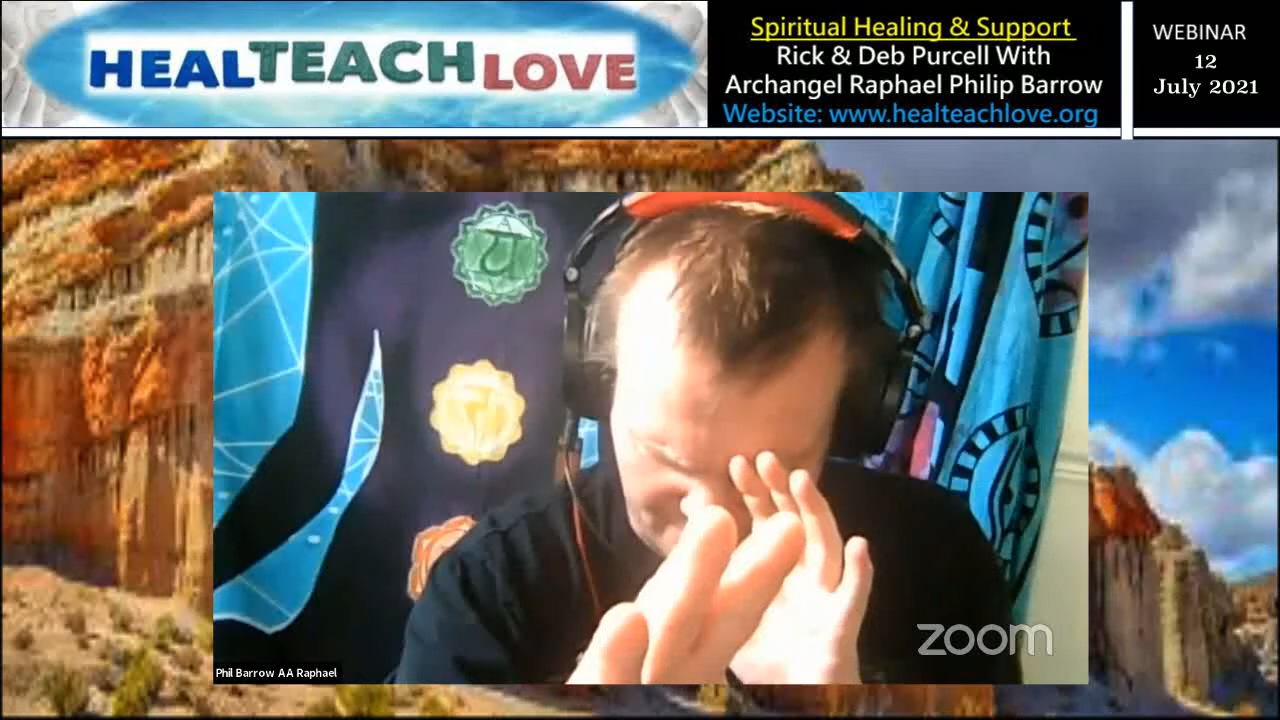 HEALTEACHLOVE
Spiritual Healing & Support
Rick & Deb Purcell With
Archangel Raphael Philip Barrow
Website: www.healteachlove.org
WEBINAR
12
July 2021
यं
zoom
Phil Barrow AA Raphael